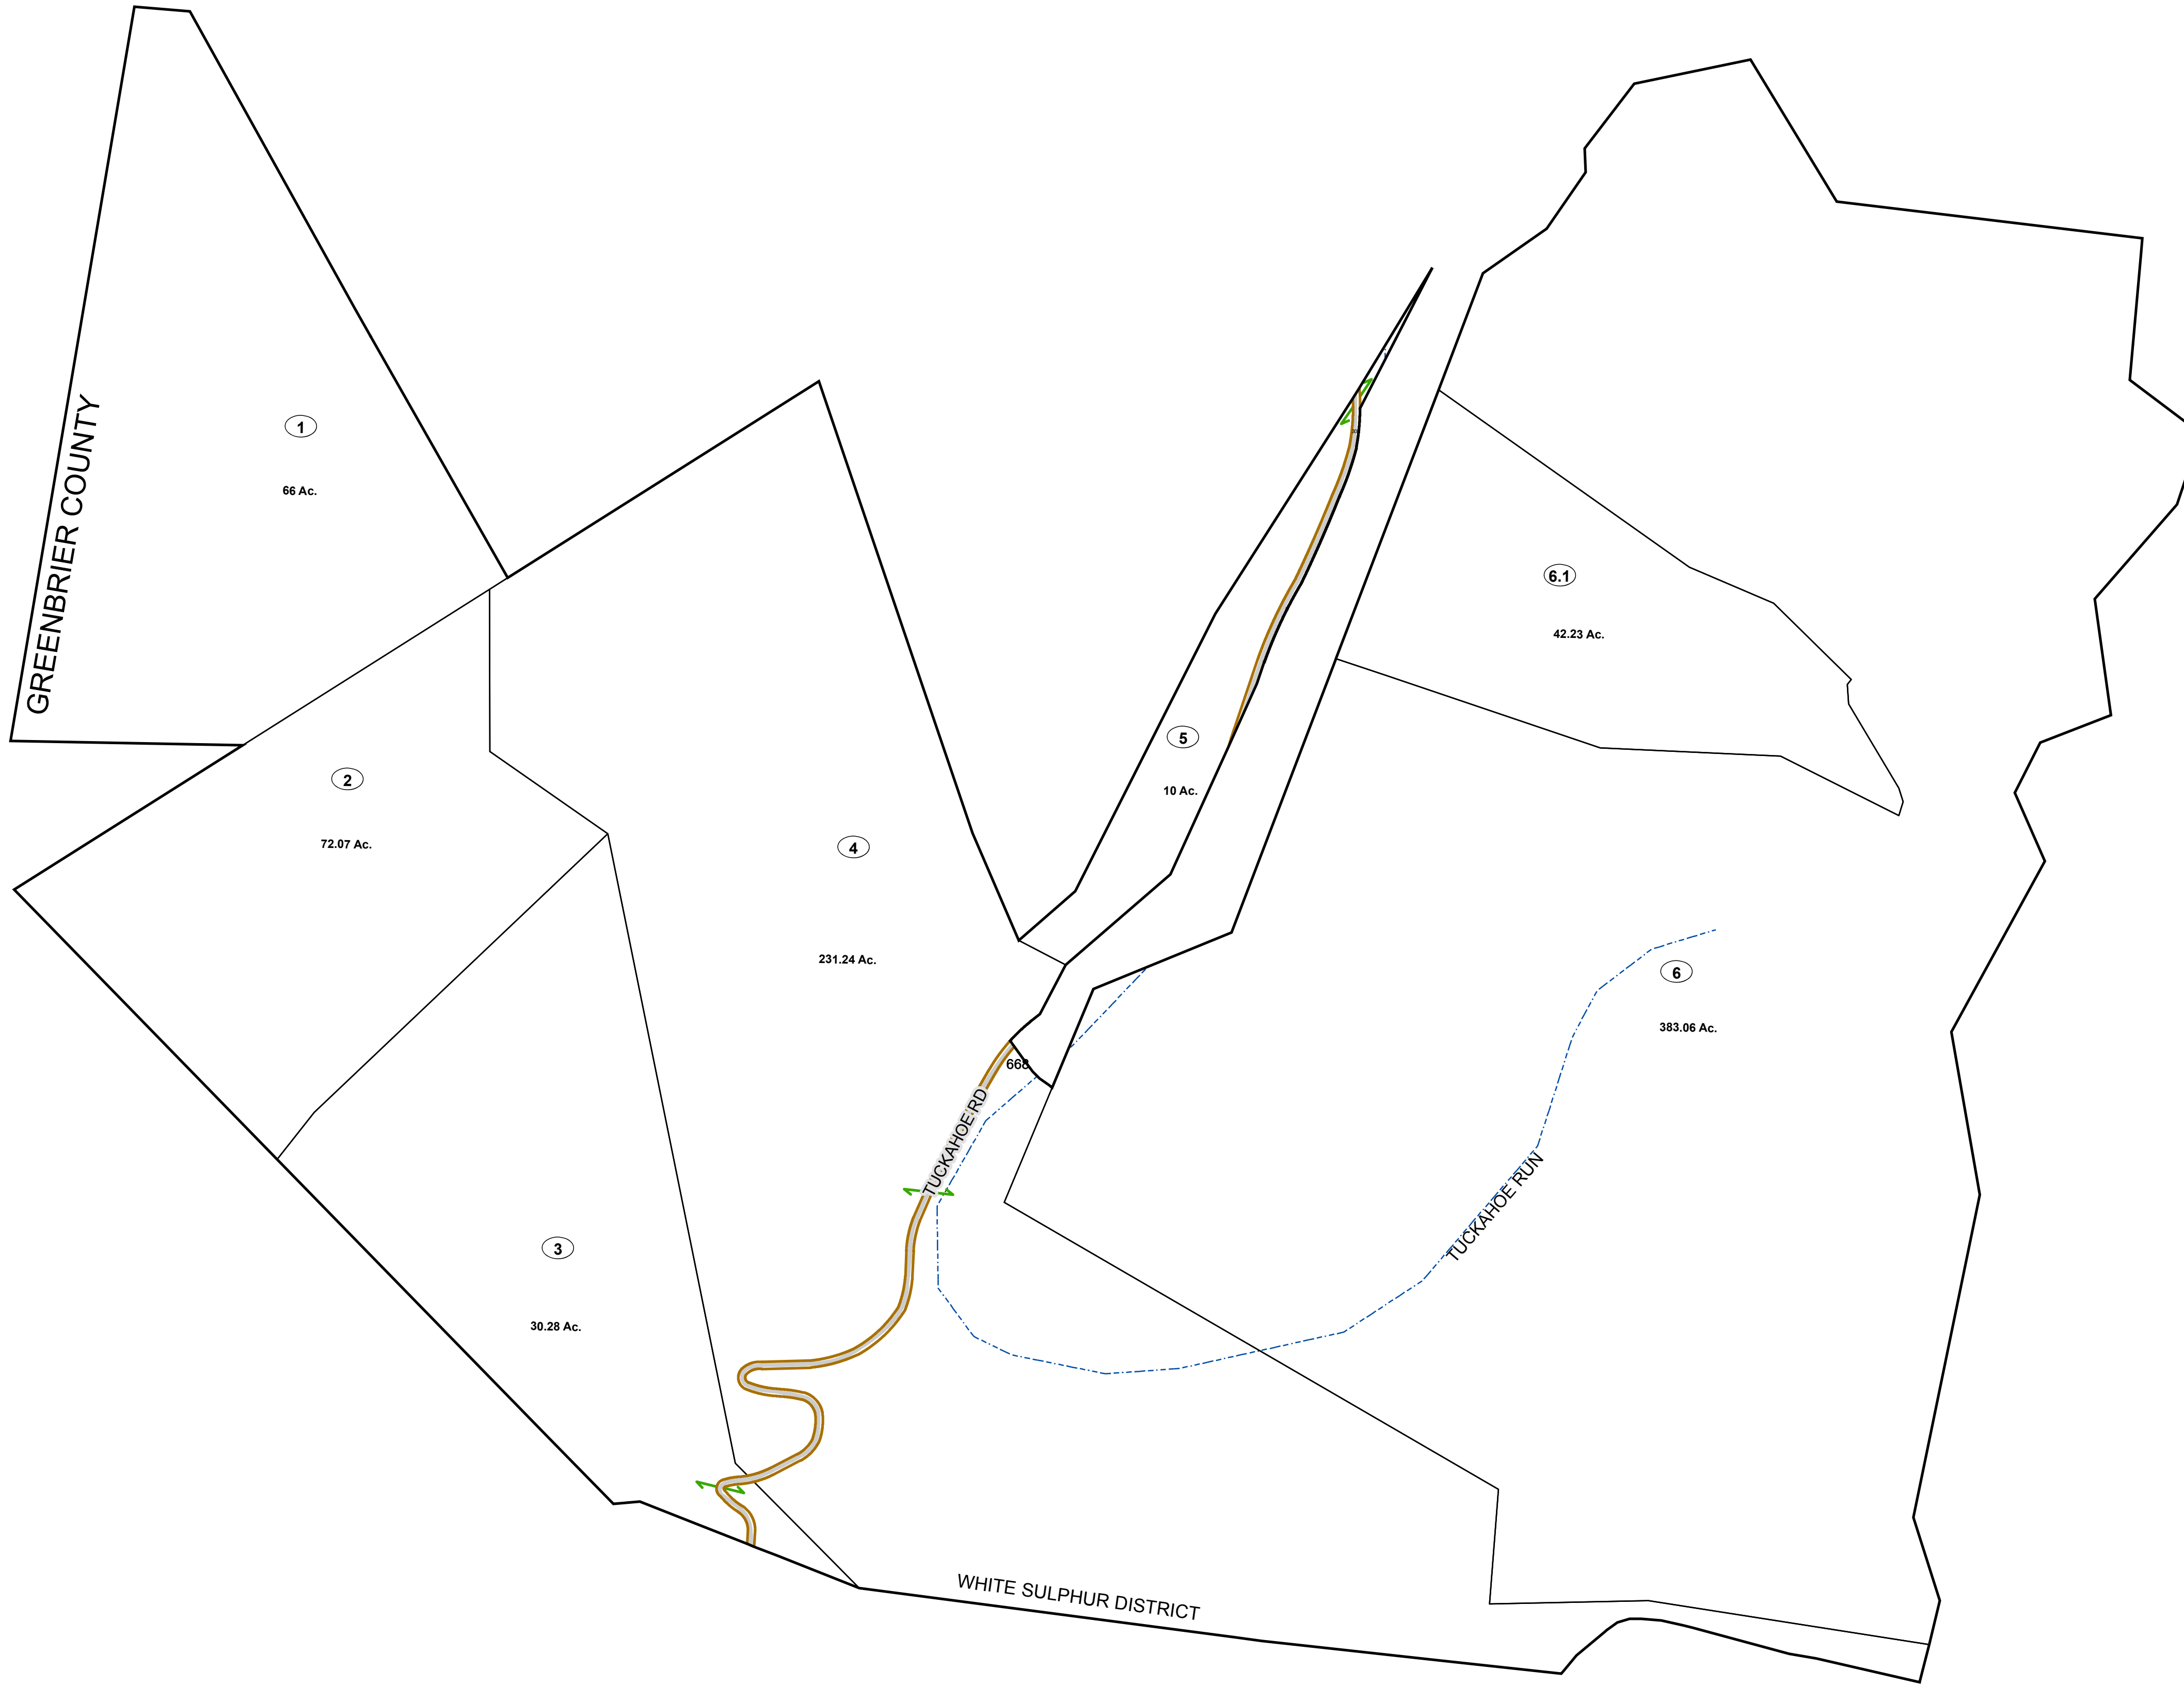 1
66 Ac.
GREENBRIER COUNTY
6.1
42.23 Ac.
5
10 Ac.
2
72.07 Ac.
4
231.24 Ac.
6
383.06 Ac.
668
TUCKAHOE RD
TUCKAHOE RUN
3
30.28 Ac.
WHITE SULPHUR DISTRICT